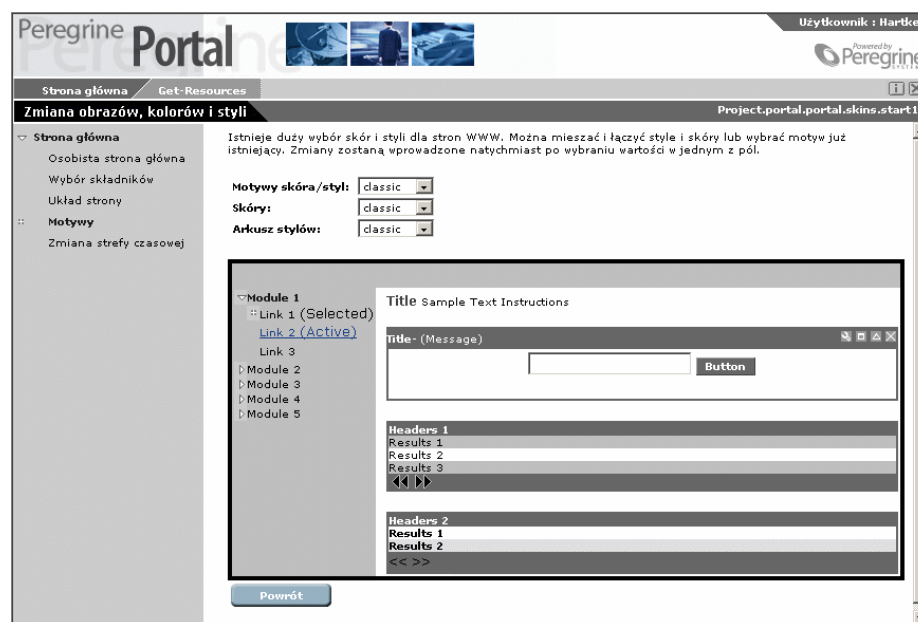 Peregrine Portal
Użytkownik : Hartke
Powered by
Peregrine
Strona główna
Get-Resources
Zmiana obrazów, kolorów i styli
Project.portal.portal.skins.start1
Strona główna
Osobista strona główna
Wybór składników
Układ strony
Motywy
Zmiana strefy czasowej
Istnieje duży wybór skór i styli dla stron WWW. Można mieszać i łączyć style i skóry lub wybrać motyw już
istniejący. Zmiany zostaną wprowadzone natychmiast po wybraniu wartości w jednym z pól.
Motywy skóra/styl: classic
Skóry: classic
Arkusz stylów: classic
Module 1
Link 1 (Selected)
Link 2 (Active)
Link 3
Module 2
Module 3
Module 4
Module 5
Title Sample Text Instructions
Title- (Message)
Button
Headers 1
Results 1
Results 2
Results 3
Headers 2
Results 1
Results 2
<< >>
Powrót